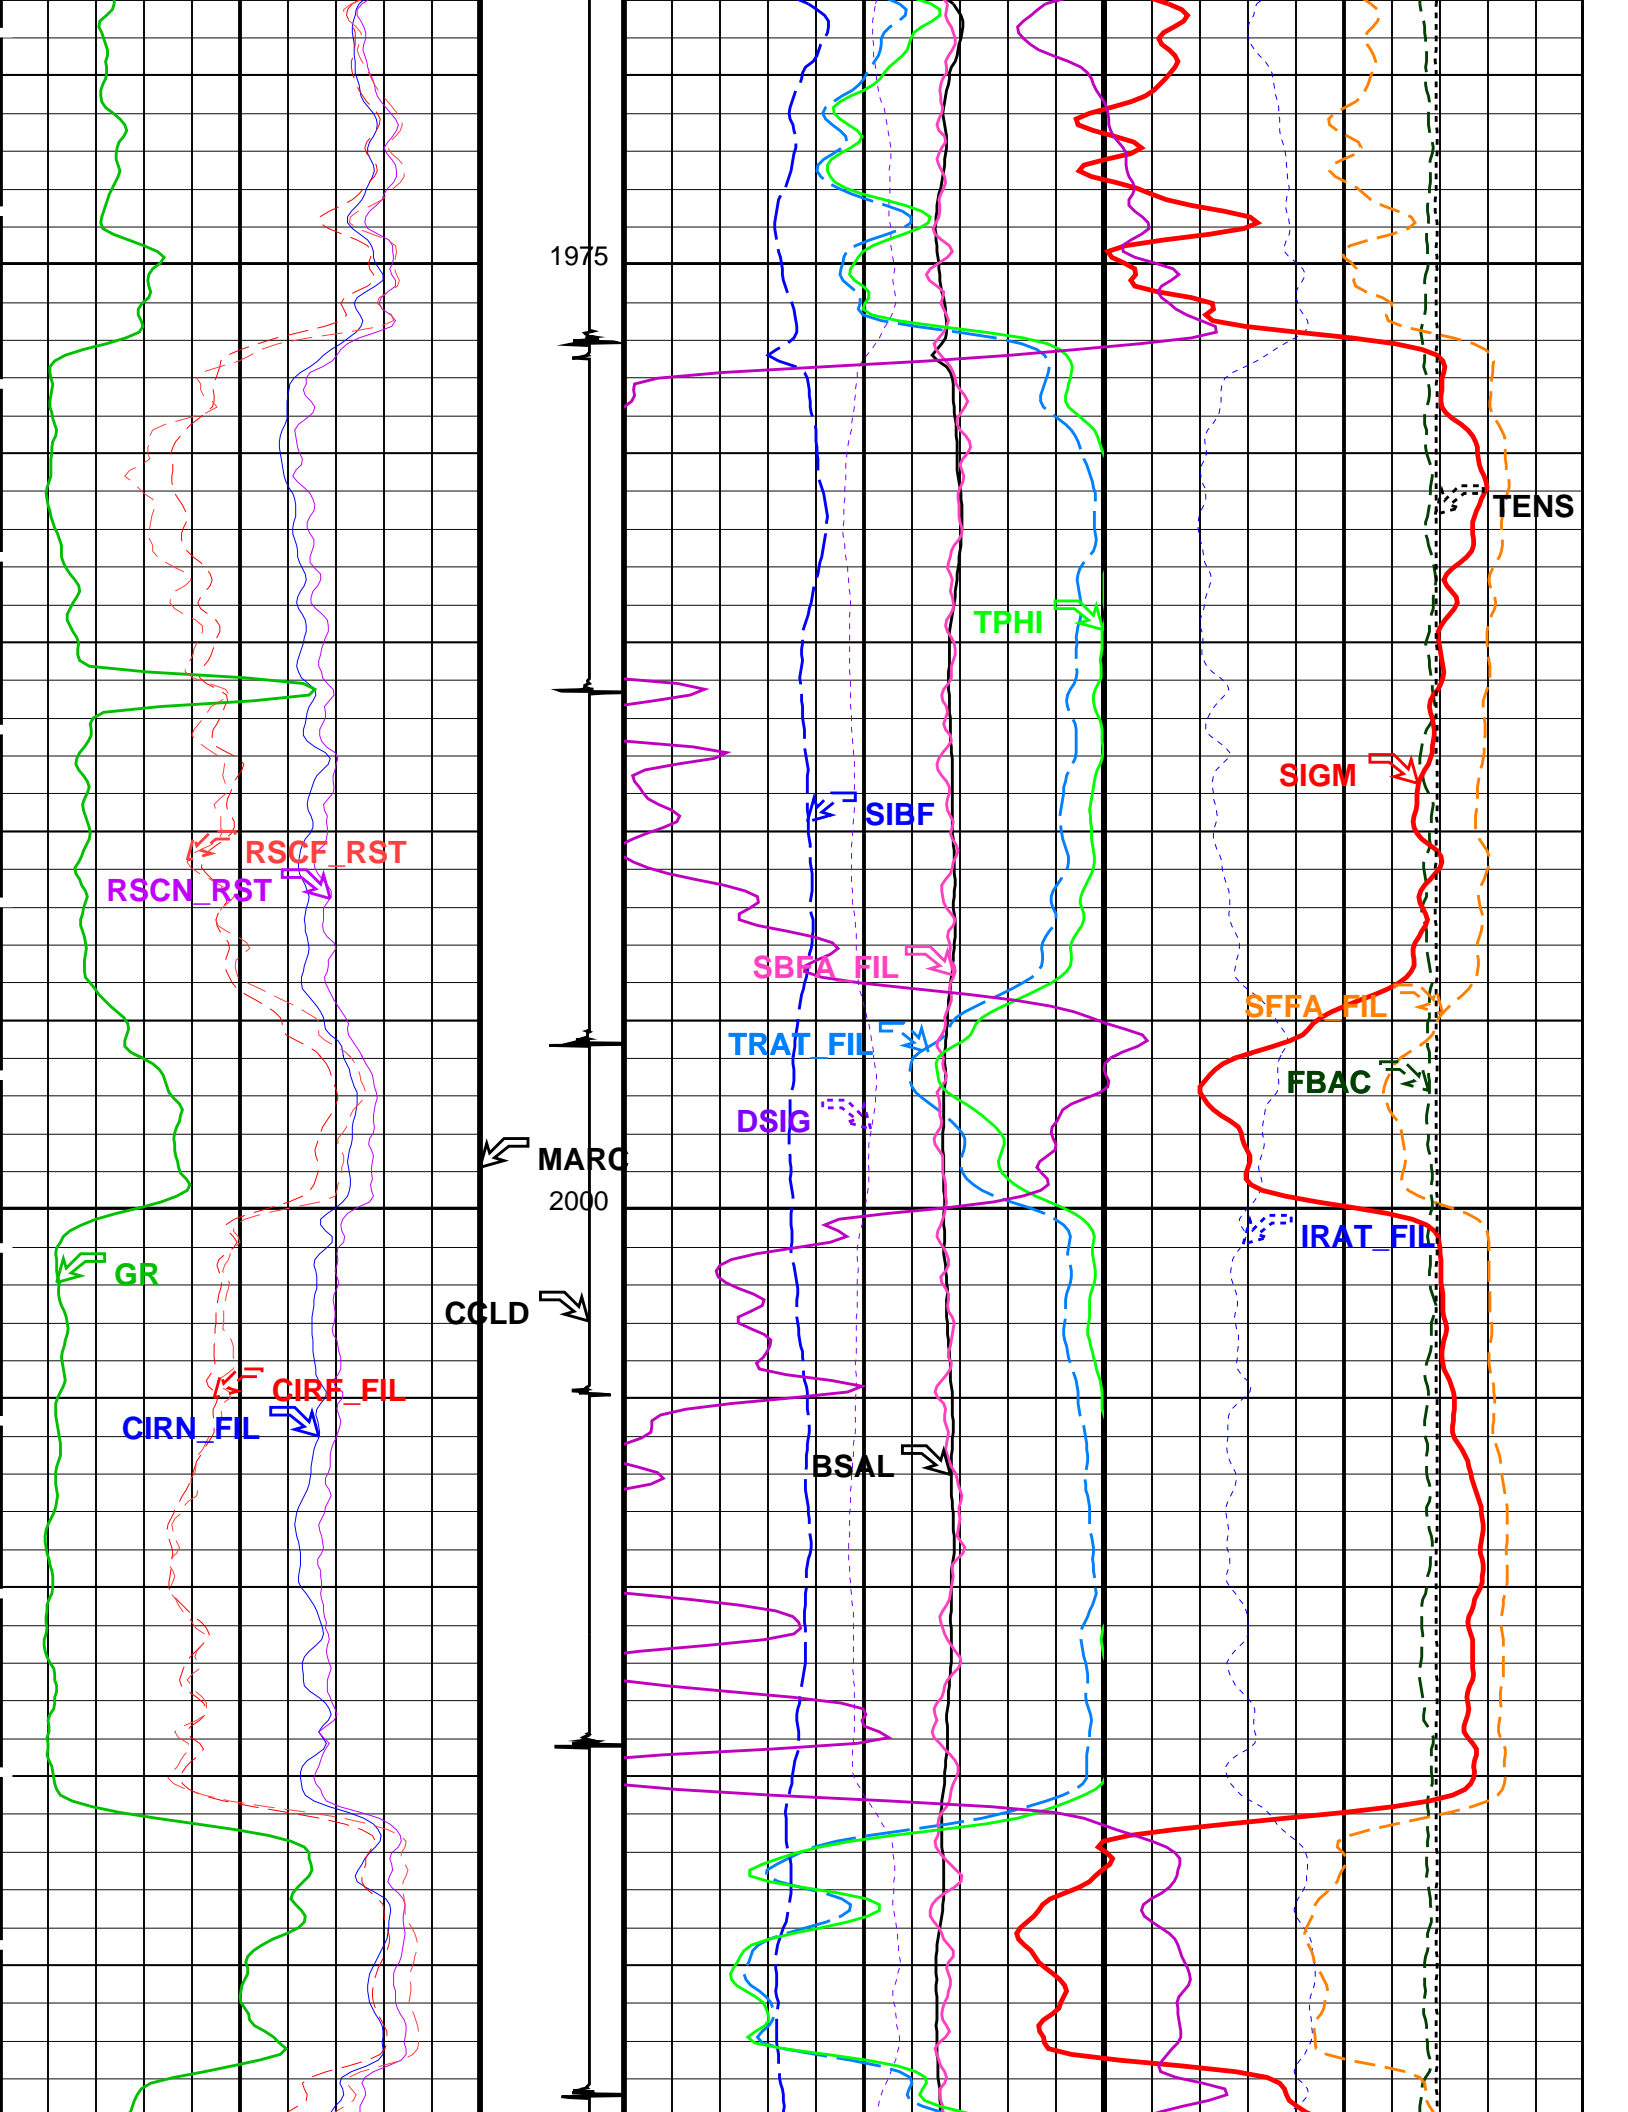 1975
TENS
TPHI
SIGM
SIBF
RSCF_RST
RSCN_RST
SBFA_FIL
SFFA_FIL
TRAT_FIL
FBAC
DSIG
MARC
2000
IRAT_FIL
GR
CCLD
CIRF_FIL
CIRN_FIL
BSAL